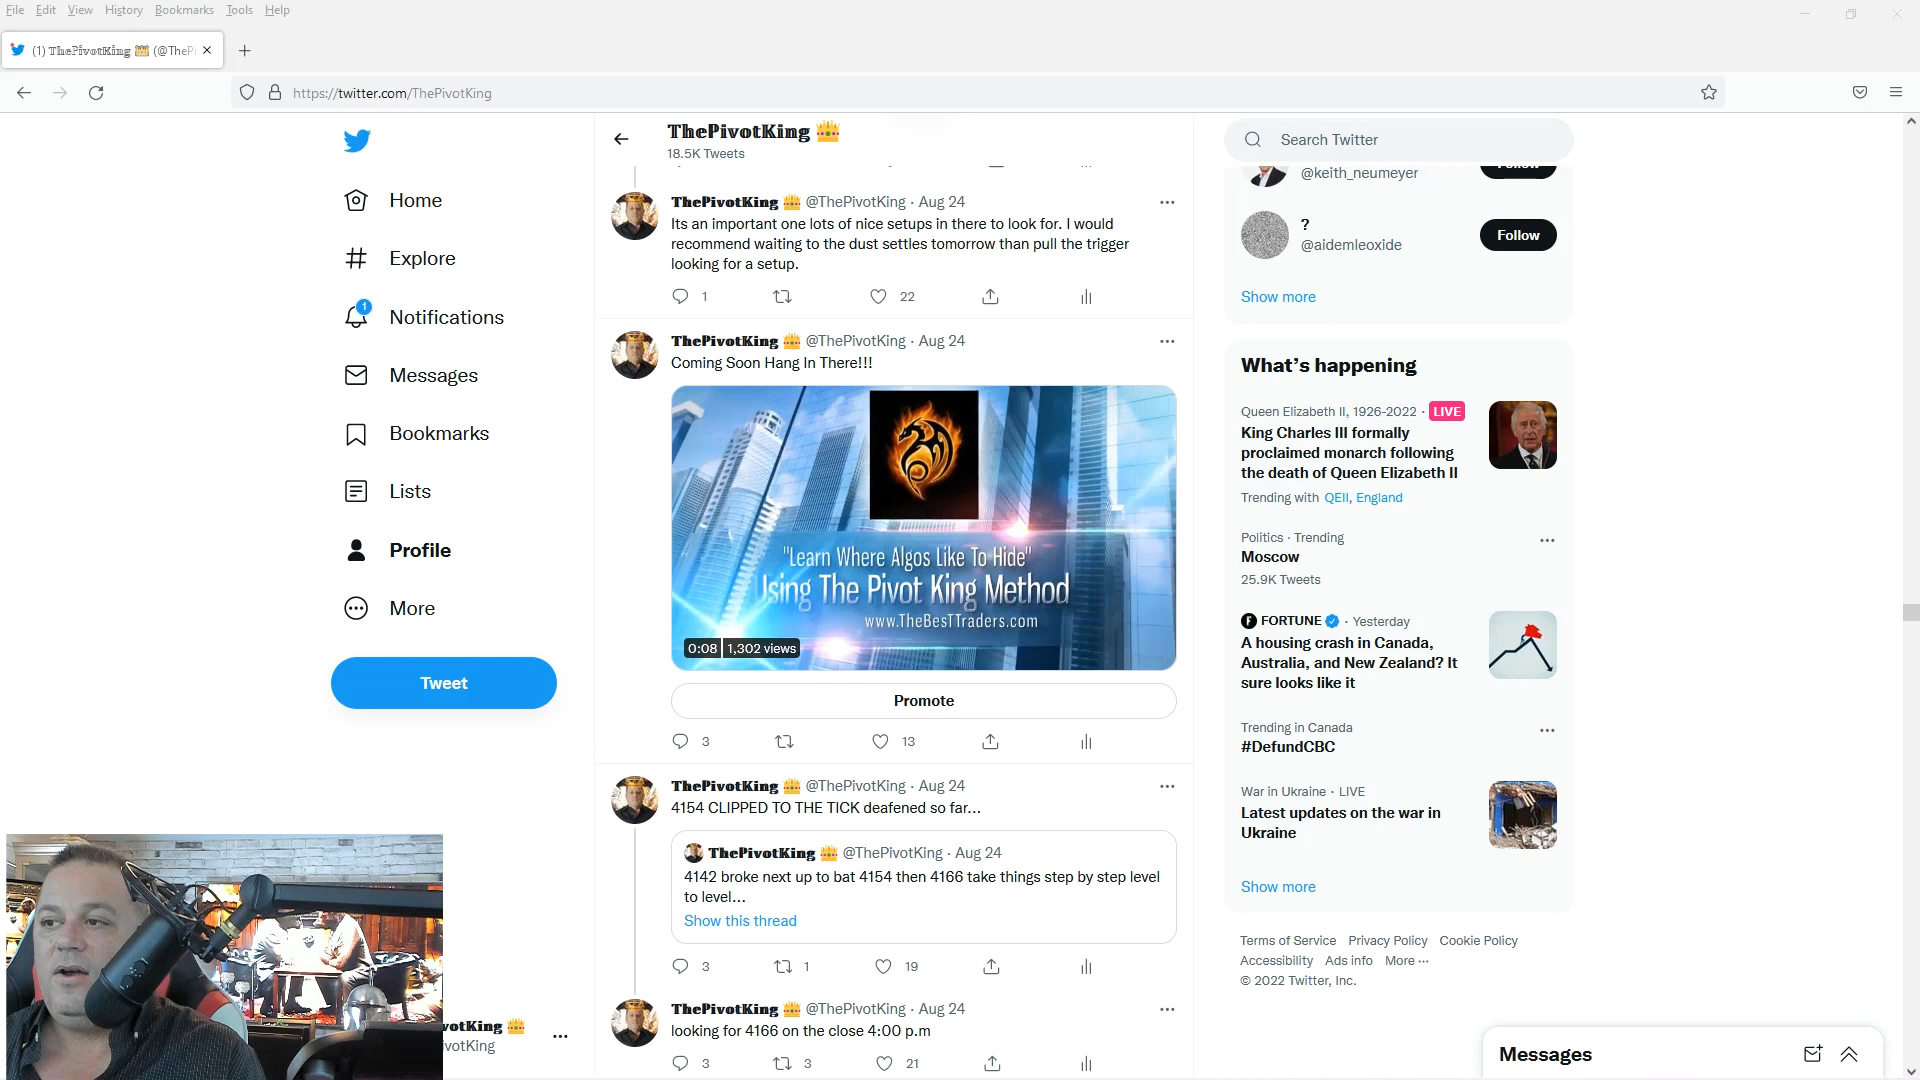 File Edit View History Bookmarks Tools Help
(1) ThePivotKing 👑 (@TheP
https://twitter.com/ThePivotKing
ThePivotKing 👑
18.5K Tweets
Home
Explore
1
Notifications
Messages
Bookmarks
Lists
Profile
More
Tweet
ThePivotKing 👑 @ThePivotKing · Aug 24
Its an important one lots of nice setups in there to look for. I would
recommend waiting to the dust settles tomorrow than pull the trigger
looking for a setup.
1 22
ThePivotKing 👑 @ThePivotKing · Aug 24
Coming Soon Hang In There!!!
"Learn Where Algos Like To Hide"
Using The Pivot King Method
www.TheBesTTraders.com
0:08 1,302 views
Promote
3 13
ThePivotKing 👑 @ThePivotKing · Aug 24
4154 CLIPPED TO THE TICK deafened so far...
ThePivotKing 👑 @ThePivotKing · Aug 24
4142 broke next up to bat 4154 then 4166 take things step by step level
to level...
Show this thread
3 1 19
ThePivotKing 👑 @ThePivotKing · Aug 24
looking for 4166 on the close 4:00 p.m
3 3 21
votKing 👑
ivotKing
Search Twitter
@keith_neumeyer
?
@aidemleoxide
Follow
Show more
What's happening
Queen Elizabeth II, 1926-2022 · LIVE
King Charles III formally
proclaimed monarch following
the death of Queen Elizabeth II
Trending with QEII, England
Politics · Trending
Moscow
25.9K Tweets
FORTUNE · Yesterday
A housing crash in Canada,
Australia, and New Zealand? It
sure looks like it
Trending in Canada
#DefundCBC
War in Ukraine · LIVE
Latest updates on the war in
Ukraine
Show more
Terms of Service Privacy Policy Cookie Policy
Accessibility Ads info More ···
© 2022 Twitter, Inc.
Messages